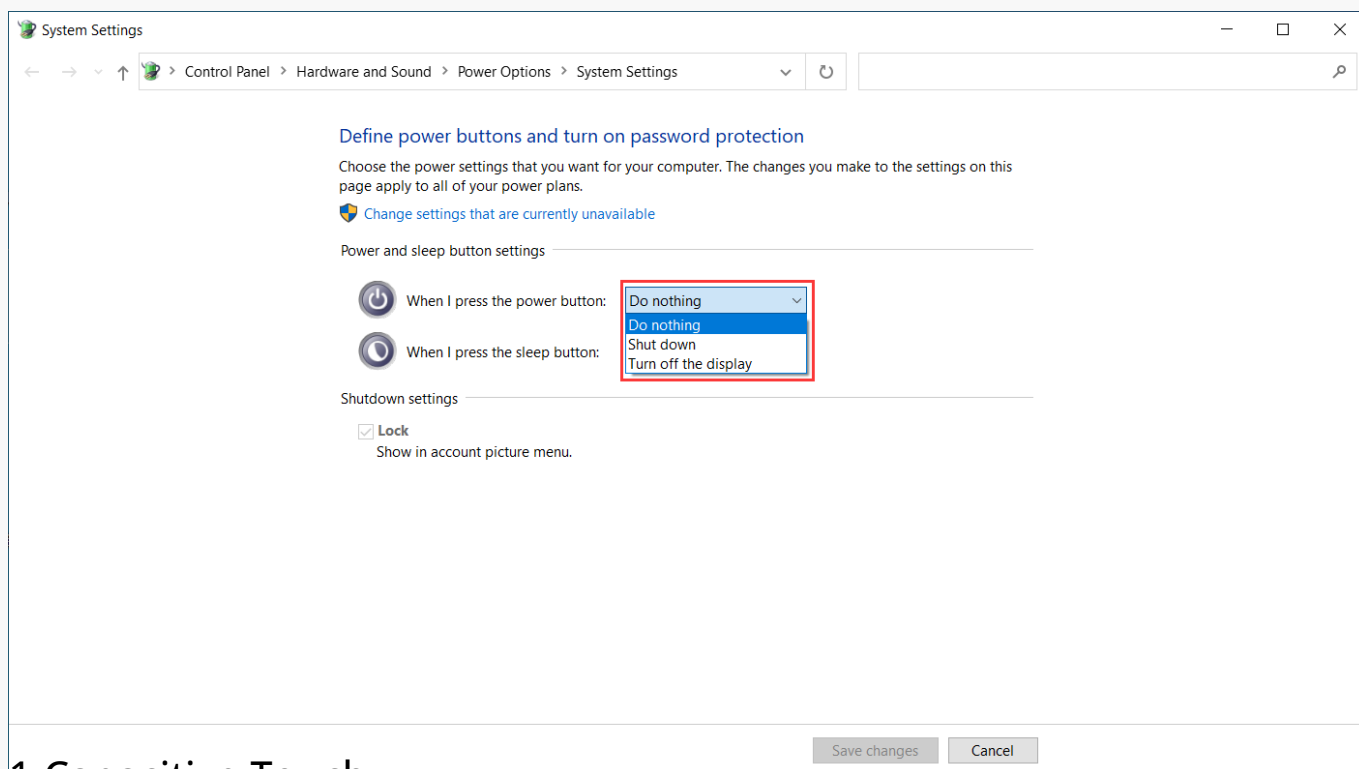 System Settings
Control Panel > Hardware and Sound > Power Options > System Settings
Define power buttons and turn on password protection
Choose the power settings that you want for your computer. The changes you make to the settings on this
page apply to all of your power plans.
Change settings that are currently unavailable
Power and sleep button settings
When I press the power button: Do nothing
Do nothing
Shut down
When I press the sleep button:
Turn off the display
Shutdown settings
Lock
Show in account picture menu.
Save changes Cancel